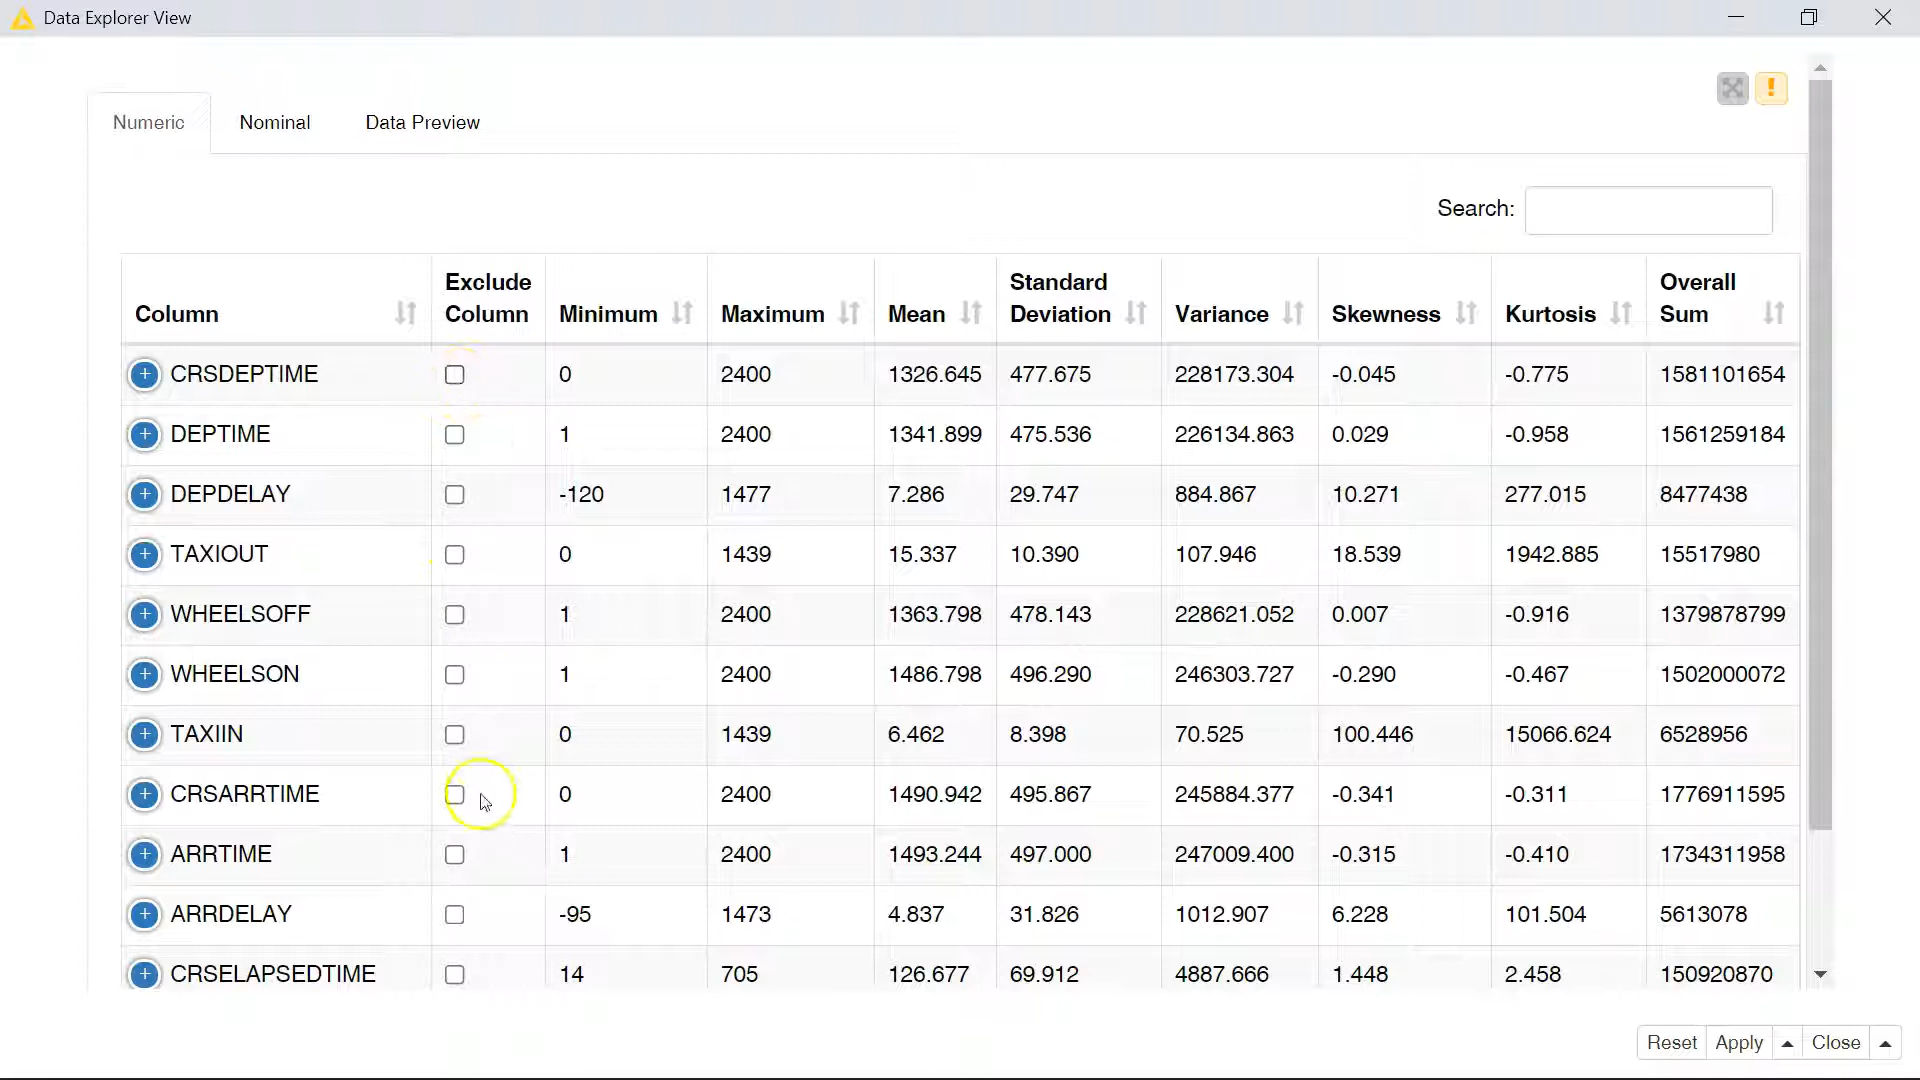 Data Explorer View
Numeric Nominal Data Preview
!
Search:
Column Exclude Column Minimum Maximum Mean Standard Deviation Variance Skewness Kurtosis Overall Sum
+ CRSDEPTIME 0 2400 1326.645 477.675 228173.304 -0.045 -0.775 1581101654
+ DEPTIME 1 2400 1341.899 475.536 226134.863 0.029 -0.958 1561259184
+ DEPDELAY -120 1477 7.286 29.747 884.867 10.271 277.015 8477438
+ TAXIOUT 0 1439 15.337 10.390 107.946 18.539 1942.885 15517980
+ WHEELSOFF 1 2400 1363.798 478.143 228621.052 0.007 -0.916 1379878799
+ WHEELSON 1 2400 1486.798 496.290 246303.727 -0.290 -0.467 1502000072
+ TAXIIN 0 1439 6.462 8.398 70.525 100.446 15066.624 6528956
+ CRSARRTIME 0 2400 1490.942 495.867 245884.377 -0.341 -0.311 1776911595
+ ARRTIME 1 2400 1493.244 497.000 247009.400 -0.315 -0.410 1734311958
+ ARRDELAY -95 1473 4.837 31.826 1012.907 6.228 101.504 5613078
+ CRSELAPSEDTIME 14 705 126.677 69.912 4887.666 1.448 2.458 150920870
Reset Apply Close